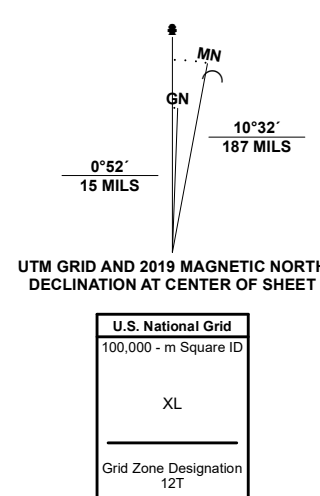 MN
GN
10°32´
187 MILS
0°52´
15 MILS
UTM GRID AND 2019 MAGNETIC NORTH
DECLINATION AT CENTER OF SHEET
U.S. National Grid
100,000 - m Square ID
XL
Grid Zone Designation
12T